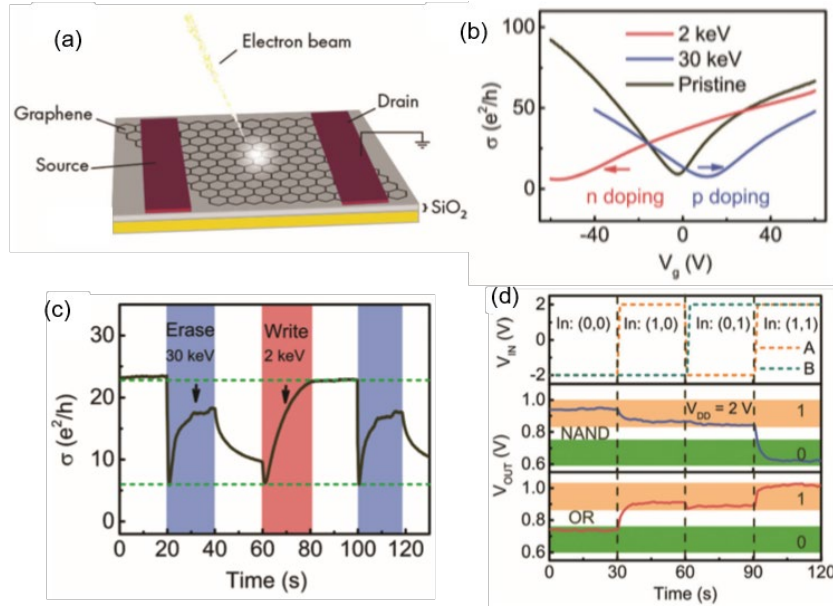 (a)
Electron beam
Graphene
Source
Drain
SiO2
(b)
2 keV
30 keV
Pristine
σ (e²/h)
100
50
0
n doping
p doping
-40
0
40
Vg (V)
(c)
σ (e²/h)
30
20
10
0
Erase
30 keV
Write
2 keV
0
20
40
60
80
100
120
Time (s)
(d)
VIN (V)
2
0
-2
In: (0,0)
In: (1,0)
In: (0,1)
In: (1,1)
A
B
VOUT (V)
1.0
0.8
0.6
VDD = 2 V
NAND
1
0
1.0
0.8
0.6
OR
1
0
0
30
60
90
120
Time (s)